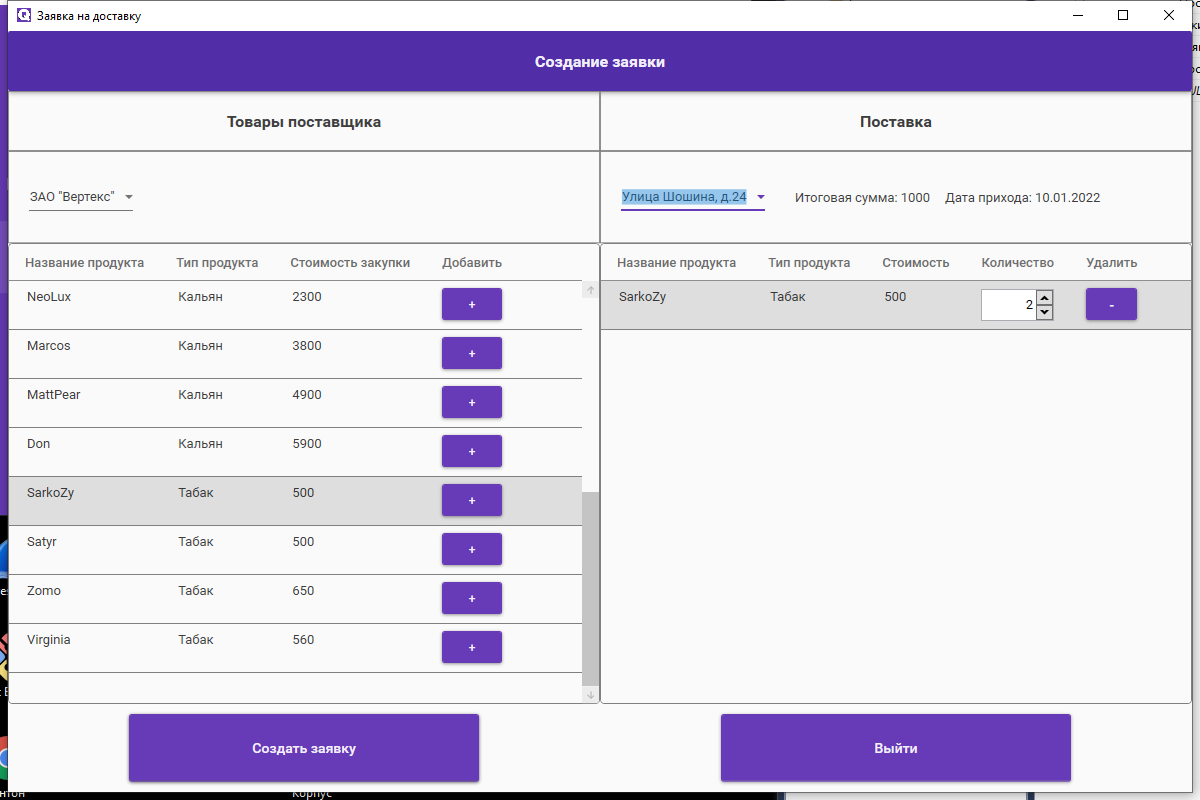 Заявка на доставку
Создание заявки
Товары поставщика
Поставка
ЗАО "Вертекс"
Улица Шошина, д.24
Итоговая сумма: 1000
Дата прихода: 10.01.2022
Название продукта Тип продукта Стоимость закупки Добавить
NeoLux Кальян 2300 +
Marcos Кальян 3800 +
MattPear Кальян 4900 +
Don Кальян 5900 +
SarkoZy Табак 500 +
Satyr Табак 500 +
Zomo Табак 650 +
Virginia Табак 560 +
Название продукта Тип продукта Стоимость Количество Удалить
SarkoZy Табак 500 2 -
Создать заявку
Выйти
Корпус